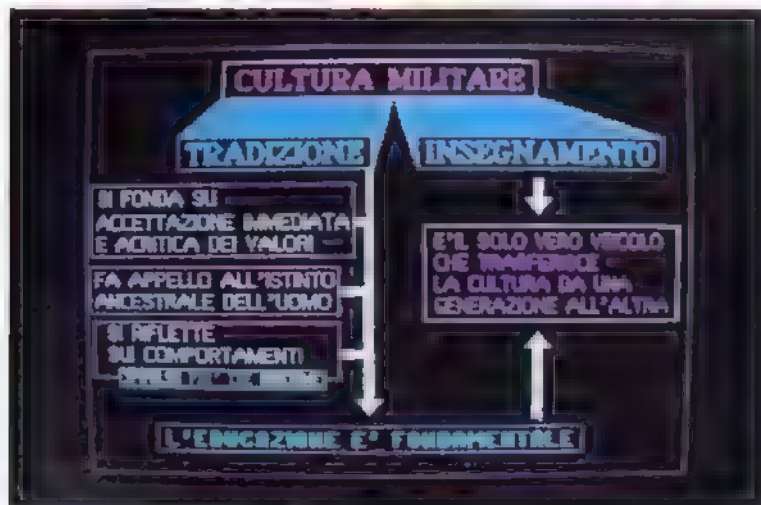 CULTURA MILITARE
TRADIZIONE
INSEGNAMENTO
SI FONDA SU
ACCETTAZIONE IMMEDIATA
E ACRITICA DEI VALORI
FA APPELLO ALL'ISTINTO
ANCESTRALE DELL'UOMO
SI RIFLETTE
SUI COMPORTAMENTI
E' IL SOLO VERO VEICOLO
CHE TRASFERISCE
LA CULTURA DA UNA
GENERAZIONE ALL'ALTRA
L'EDUCAZIONE E' FONDAMENTALE